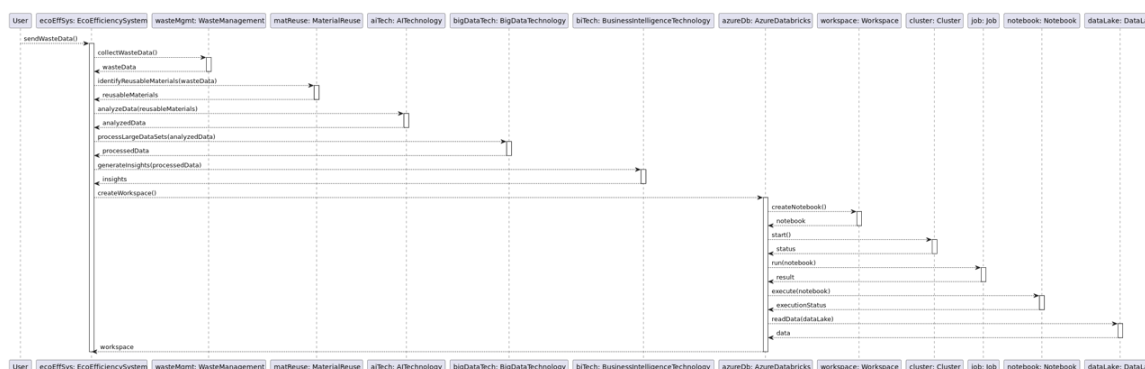 User ecoEffSys: EcoEfficiencySystem wasteMgmt: WasteManagement matReuse: MaterialReuse aiTech: AITechnology bigDataTech: BigDataTechnology biTech: BusinessIntelligenceTechnology azureDb: AzureDatabricks workspace: Workspace cluster: Cluster job: Job notebook: Notebook dataLake: DataL
sendWasteData()
collectWasteData()
wasteData
identifyReusableMaterials(wasteData)
reusableMaterials
analyzeData(reusableMaterials)
analyzedData
processLargeDataSets(analyzedData)
processedData
generateInsights(processedData)
insights
createWorkspace()
createNotebook()
notebook
start()
status
run(notebook)
result
execute(notebook)
executionStatus
readData(dataLake)
data
workspace
User ecoEffSys: EcoEfficiencySystem wasteMgmt: WasteManagement matReuse: MaterialReuse aiTech: AITechnology bigDataTech: BigDataTechnology biTech: BusinessIntelligenceTechnology azureDb: AzureDatabricks workspace: Workspace cluster: Cluster job: Job notebook: Notebook dataLake: DataL